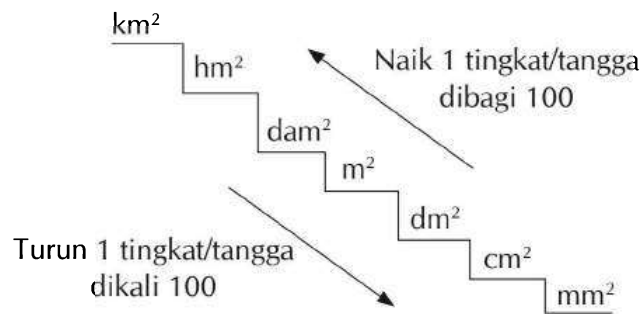 km²
hm²
Naik 1 tingkat/tangga
dibagi 100
dam²
m²
dm²
Turun 1 tingkat/tangga
dikali 100
cm²
mm²